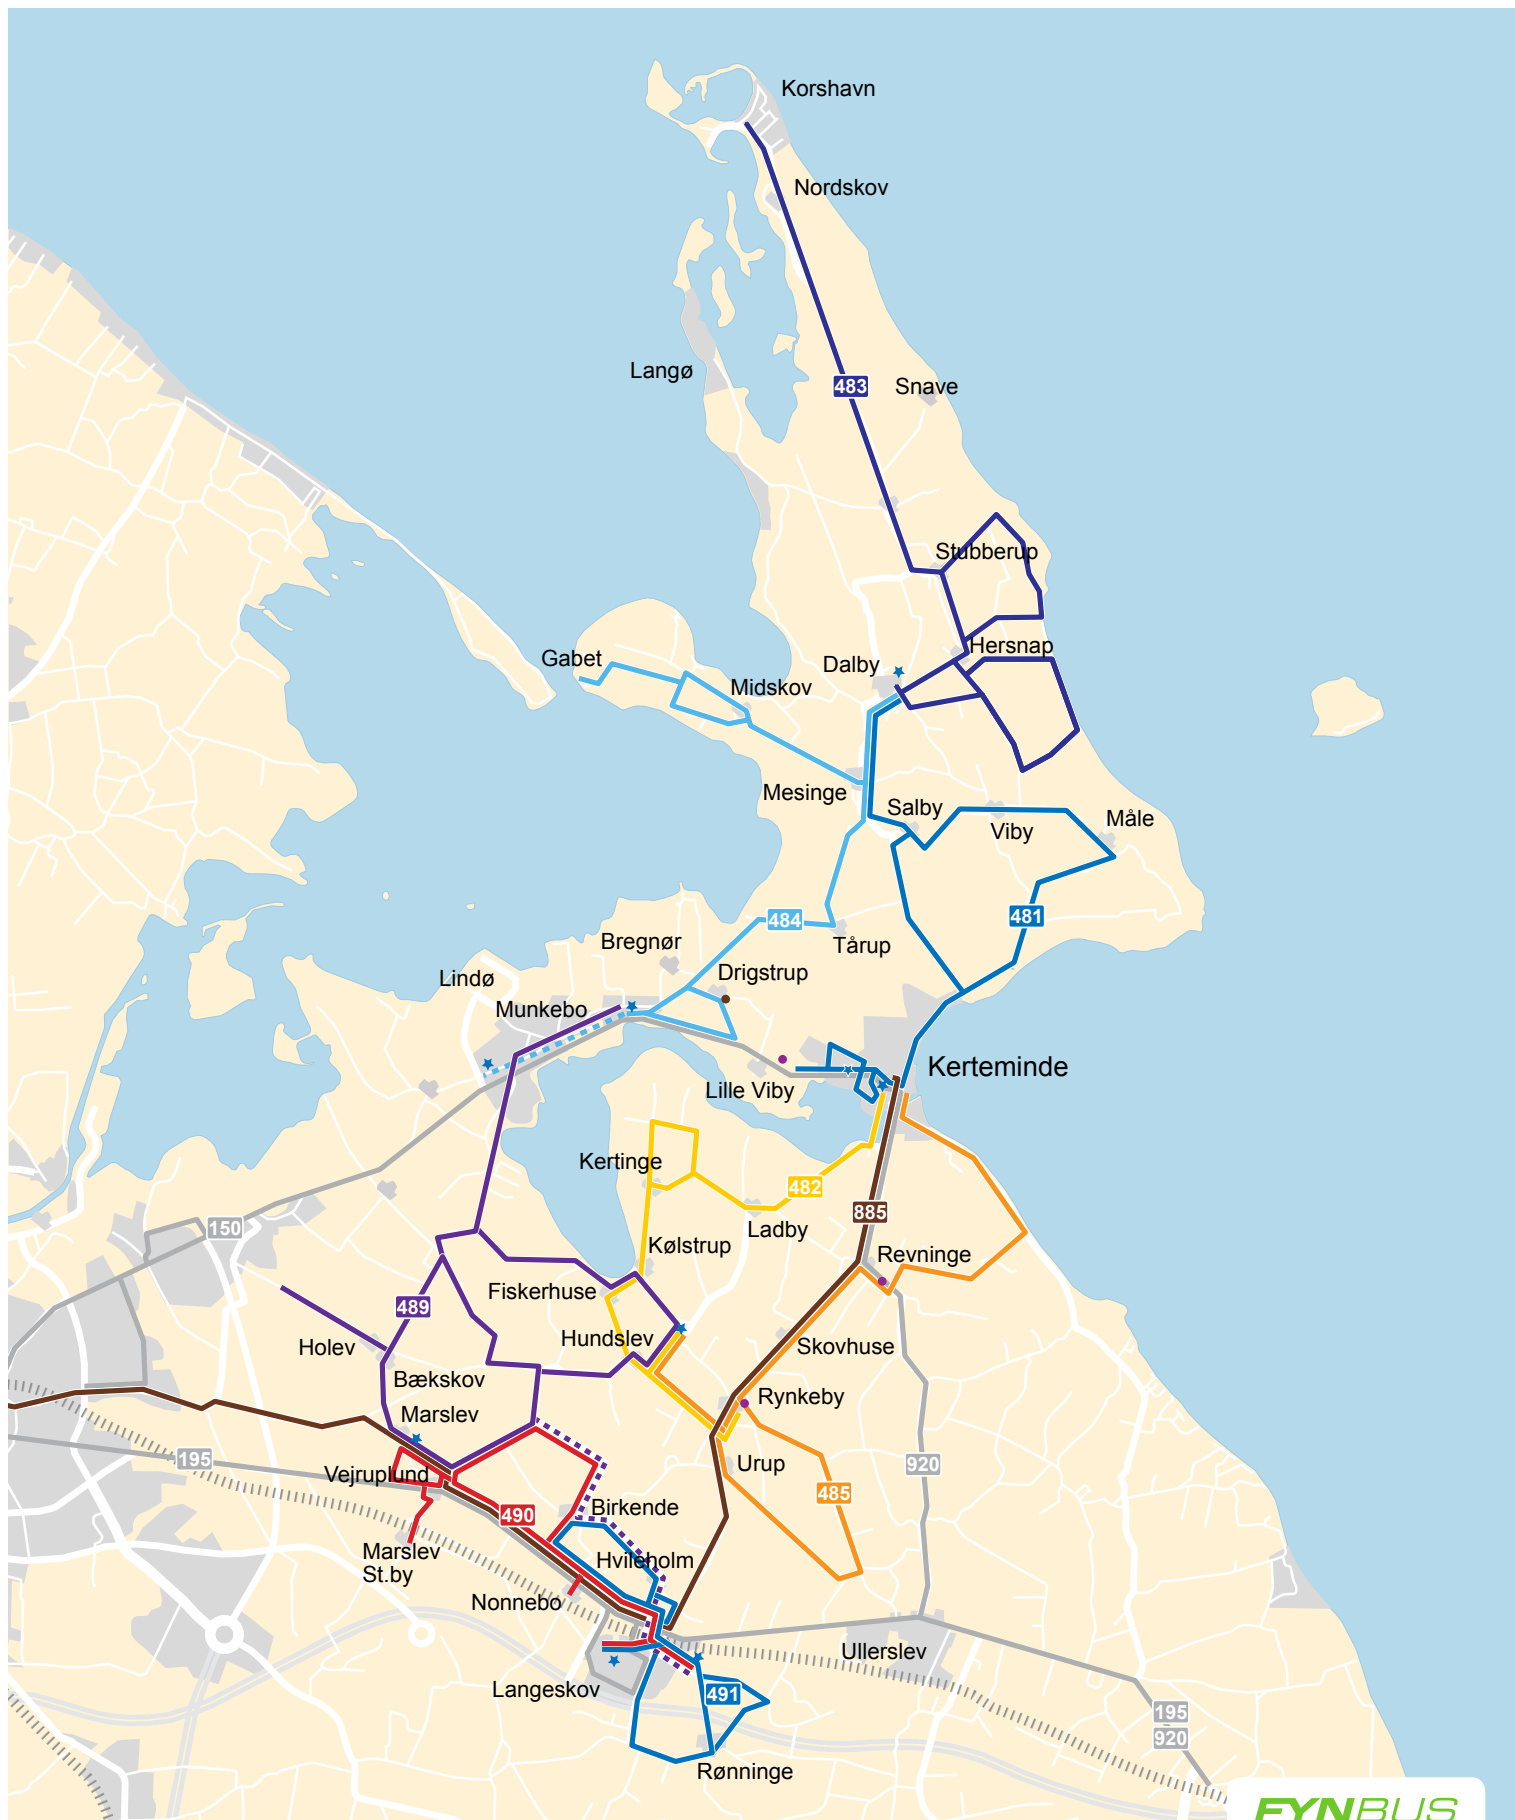 Korshavn
Nordskov
Langø
483
Snave
Stubberup
Hersnap
Gabet
Dalby
Midskov
Mesinge
Salby
Viby
Måle
484
481
Bregnør
Tårup
Lindø
Drigstrup
Munkebo
Kerteminde
Lille Viby
Kertinge
482
885
150
Ladby
Kølstrup
Revninge
Fiskerhuse
489
Holev
Hundslev
Skovhuse
Bækskov
Rynkeby
Marslev
195
Vejruplund
Urup
920
485
490
Birkende
Marslev
St.by
Hvileholm
Nonnebo
Ullerslev
Langeskov
491
195
920
Rønninge
FYNBUS